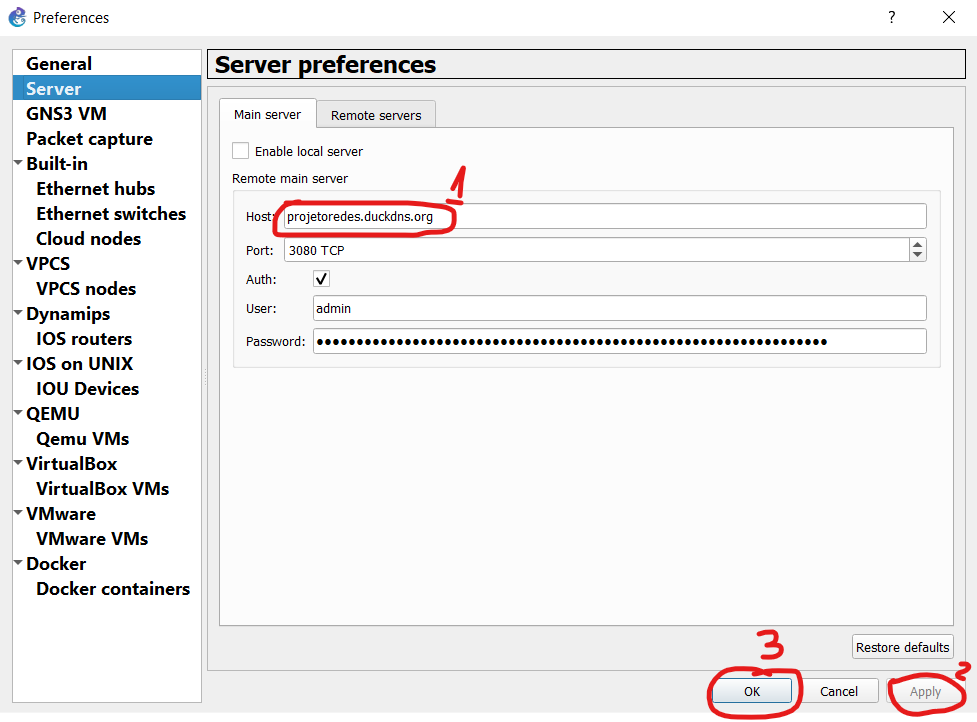 Preferences
?
General
Server
GNS3 VM
Packet capture
Built-in
Ethernet hubs
Ethernet switches
Cloud nodes
VPCS
VPCS nodes
Dynamips
IOS routers
IOS on UNIX
IOU Devices
QEMU
Qemu VMs
VirtualBox
VirtualBox VMs
VMware
VMware VMs
Docker
Docker containers
Server preferences
Main server
Remote servers
Enable local server
Remote main server
1
Host: projetoredes.duckdns.org
Port: 3080 TCP
Auth:
User: admin
Password: ●●●●●●●●●●●●●●●●●●●●●●●●●●●●●●●●●●●●●●●●●●●●●●●●●●●●●●●●●●●●●●●●
Restore defaults
3
2
OK
Cancel
Apply